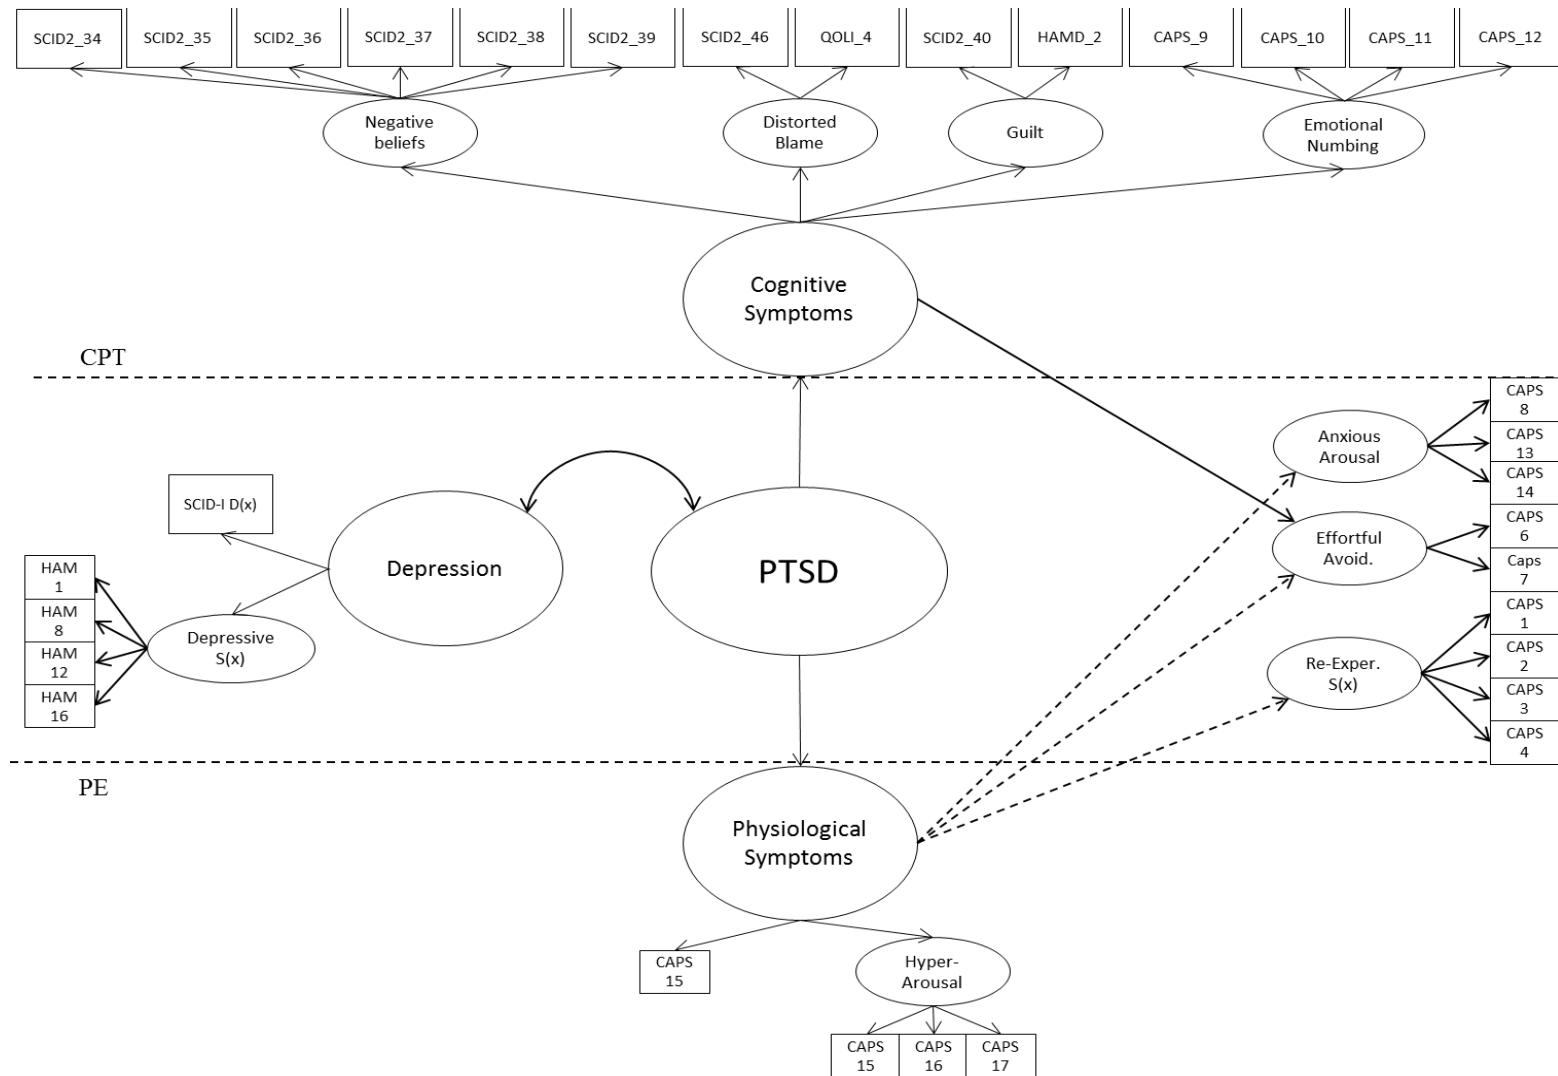 SCID2_34
SCID2_35
SCID2_36
SCID2_37
SCID2_38
SCID2_39
SCID2_46
QOLI_4
SCID2_40
HAMD_2
CAPS_9
CAPS_10
CAPS_11
CAPS_12
Negative
beliefs
Distorted
Blame
Guilt
Emotional
Numbing
Cognitive
Symptoms
CPT
CAPS
8
Anxious
Arousal
CAPS
13
CAPS
14
SCID-I D(x)
Effortful
Avoid.
CAPS
6
Caps
7
Depression
PTSD
HAM
1
HAM
8
HAM
12
HAM
16
Depressive
S(x)
Re-Exper.
S(x)
CAPS
1
CAPS
2
CAPS
3
CAPS
4
PE
Physiological
Symptoms
CAPS
15
Hyper-
Arousal
CAPS
15
CAPS
16
CAPS
17